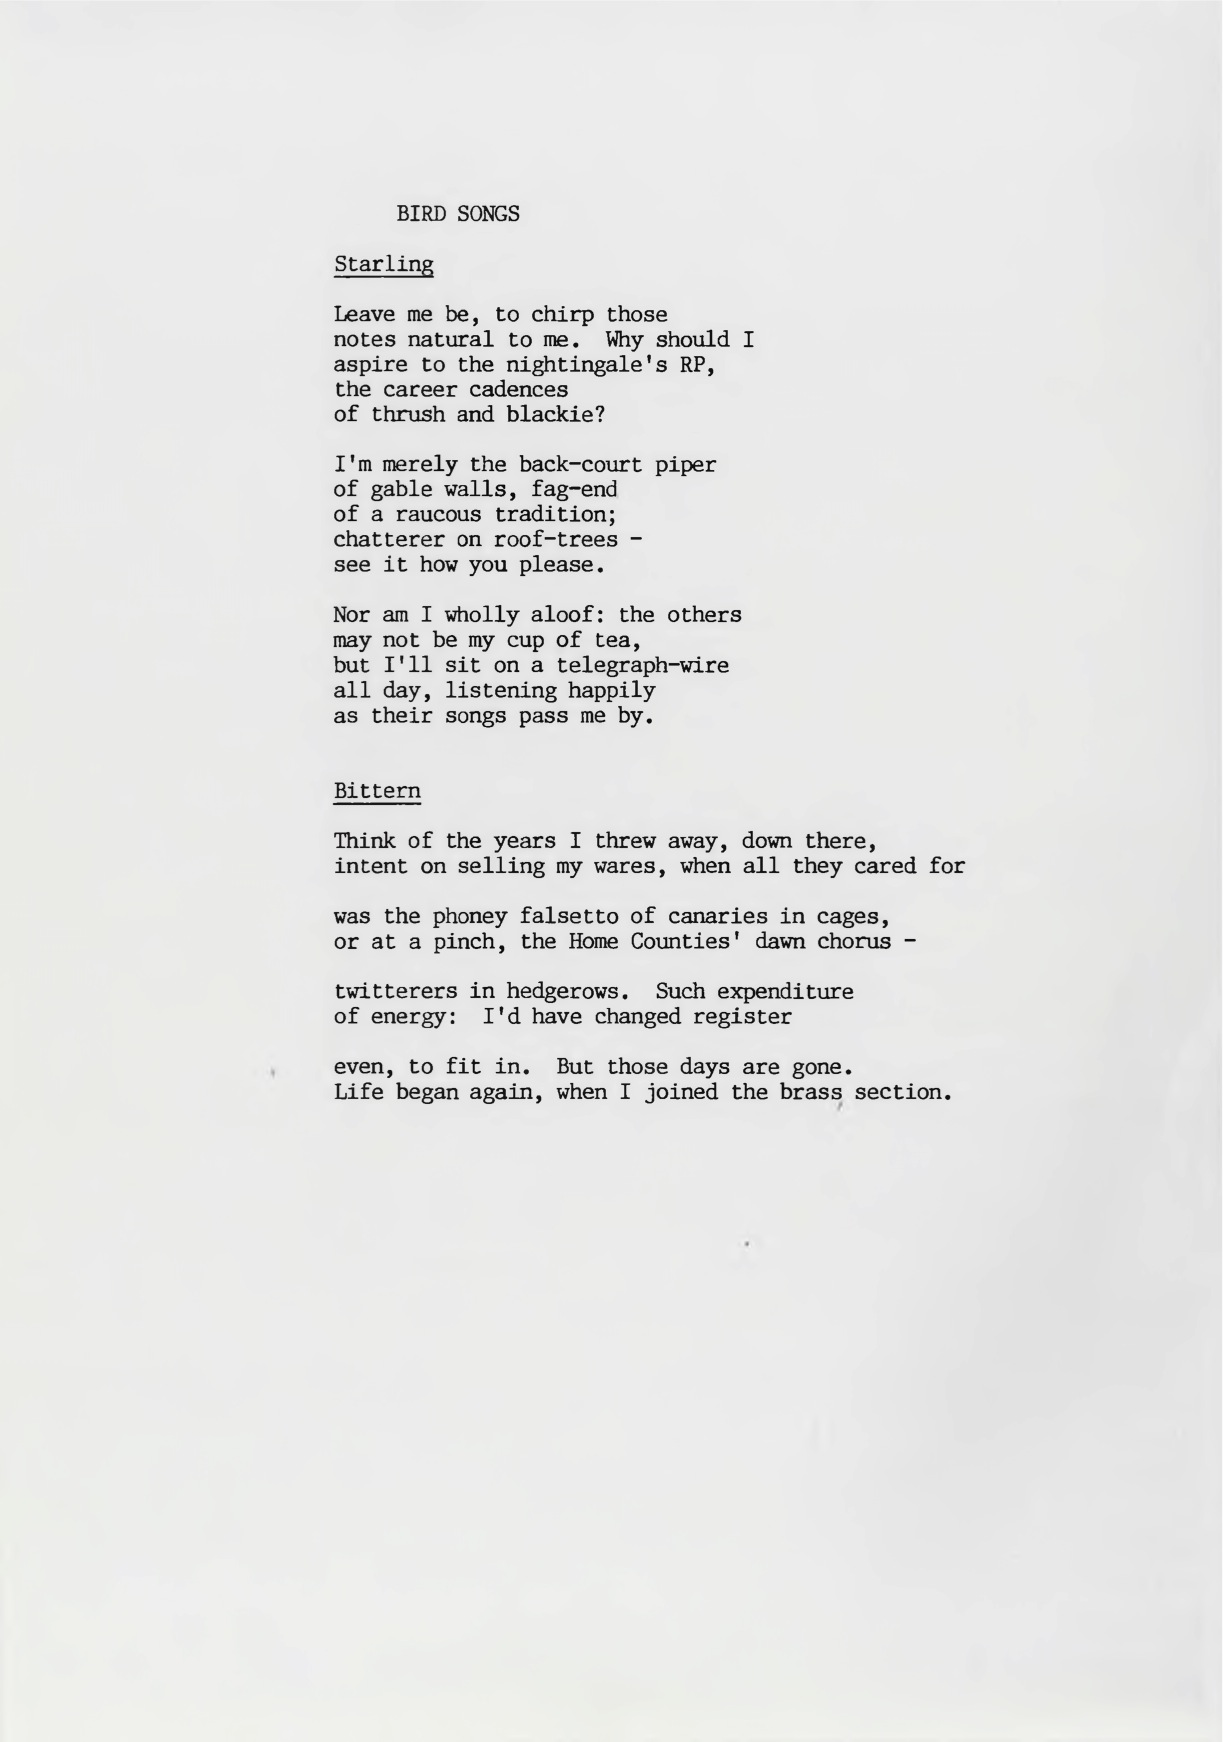 BIRD SONGS
Starling
Leave me be, to chirp those
notes natural to me.  Why should I
aspire to the nightingale's RP,
the career cadences
of thrush and blackie?
I'm merely the back-court piper
of gable walls, fag-end
of a raucous tradition;
chatterer on roof-trees -
see it how you please.
Nor am I wholly aloof: the others
may not be my cup of tea,
but I'll sit on a telegraph-wire
all day, listening happily
as their songs pass me by.
Bittern
Think of the years I threw away, down there,
intent on selling my wares, when all they cared for
was the phoney falsetto of canaries in cages,
or at a pinch, the Home Counties' dawn chorus -
twitterers in hedgerows.  Such expenditure
of energy:  I'd have changed register
even, to fit in.  But those days are gone.
Life began again, when I joined the brass section.